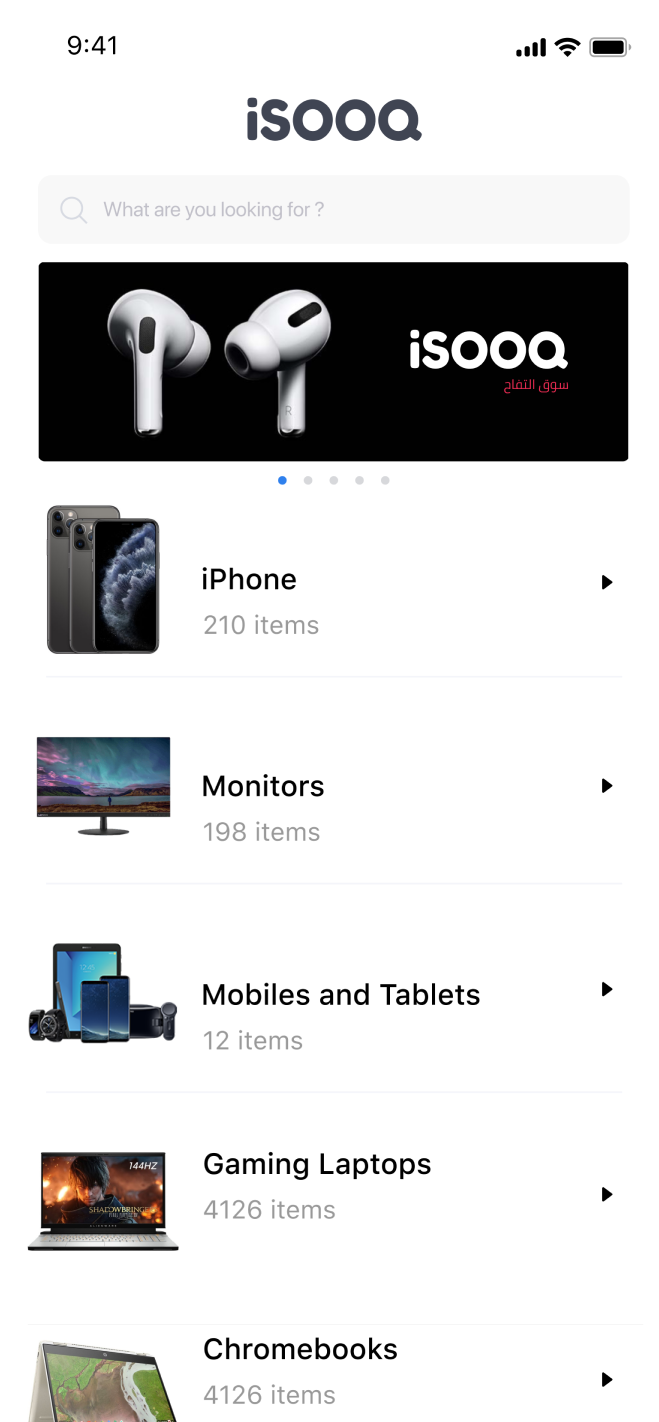 9:41
iSOOQ
What are you looking for ?
iSOOQ
سوق التفاح
R
iPhone
210 items
Monitors
198 items
Mobiles and Tablets
12 items
Gaming Laptops
144HZ
SHADOWBRINGERS
ALIENWARE
4126 items
Chromebooks
4126 items